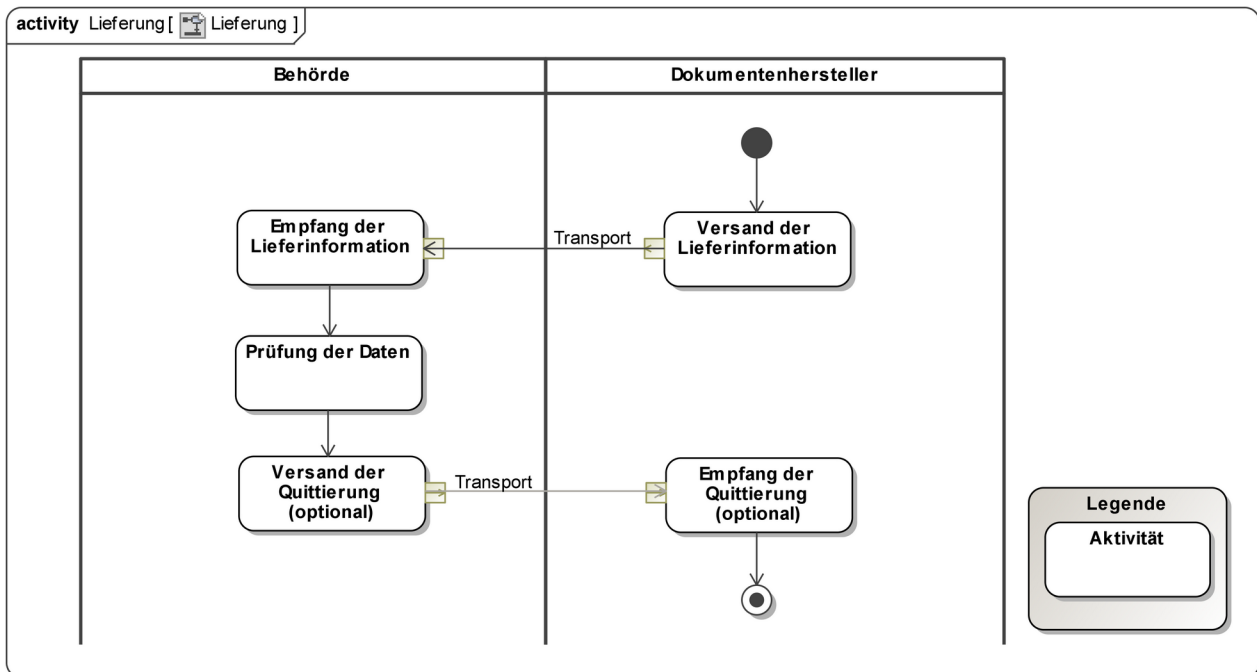 activity Lieferung [ Lieferung ]
Behörde
Dokumentenhersteller
Empfang der
Lieferinformation
Transport
Versand der
Lieferinformation
Prüfung der Daten
Versand der
Quittierung
(optional)
Transport
Empfang der
Quittierung
(optional)
Legende
Aktivität